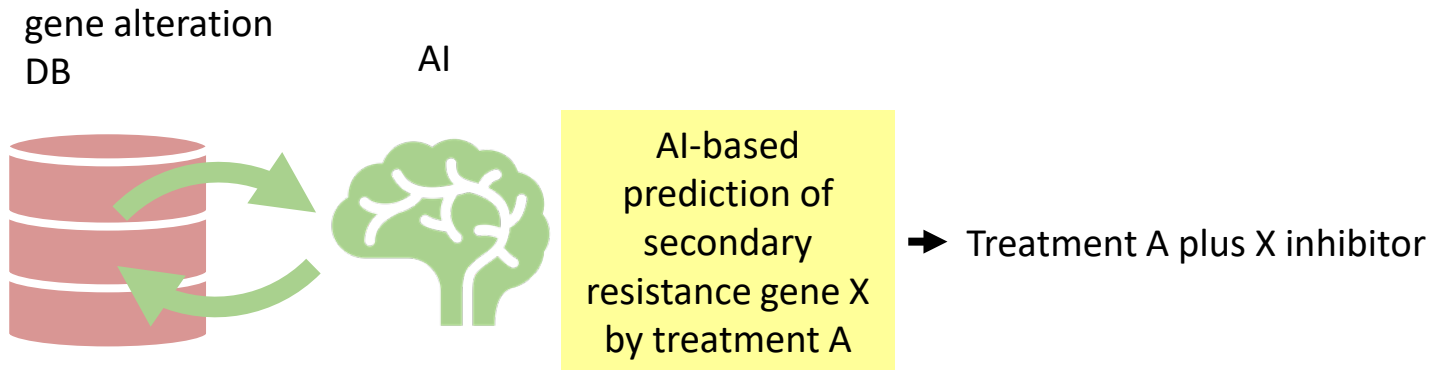 gene alteration
DB
AI
AI-based
prediction of
secondary
resistance gene X
by treatment A
Treatment A plus X inhibitor